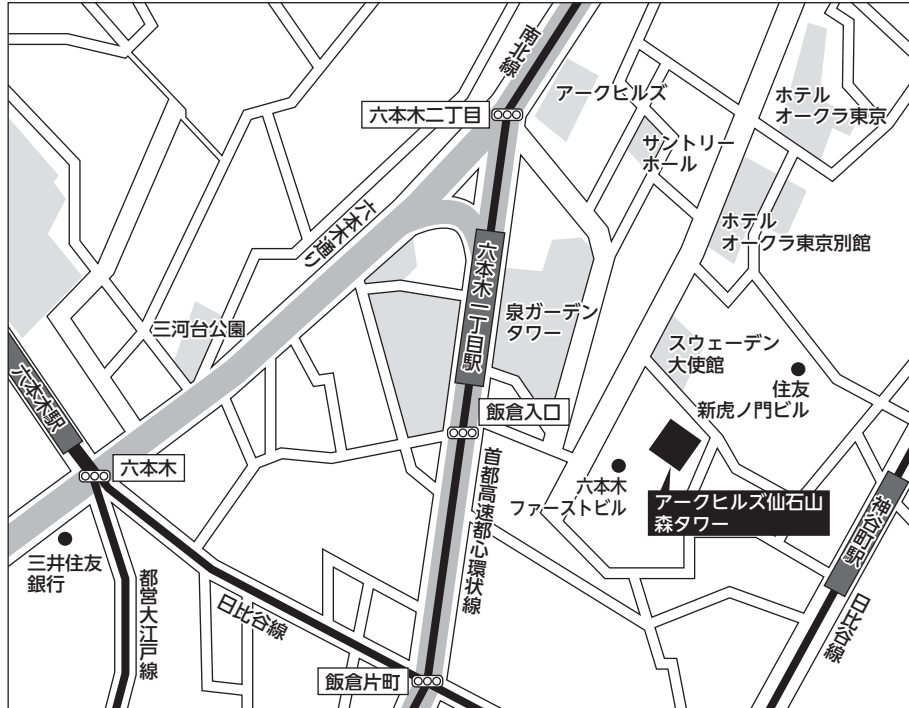 南北線
アークヒルズ
ホテル
オークラ東京
六本木二丁目
サントリー
ホール
六本木通り
ホテル
オークラ東京別館
六本木一丁目駅
泉ガーデン
タワー
三河台公園
スウェーデン
大使館
住友
新虎ノ門ビル
六本木駅
飯倉入口
六本木
首都高速都心環状線
六本木
ファーストビル
アークヒルズ仙石山
森タワー
神谷町駅
三井住友
銀行
都営大江戸線
日比谷線
日比谷線
飯倉片町